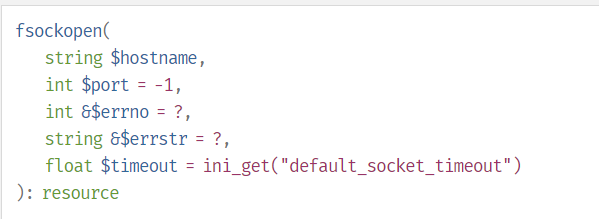 fsockopen(
string $hostname,
int $port = -1,
int &$errno = ?,
string &$errstr = ?,
float $timeout = ini_get("default_socket_timeout")
): resource